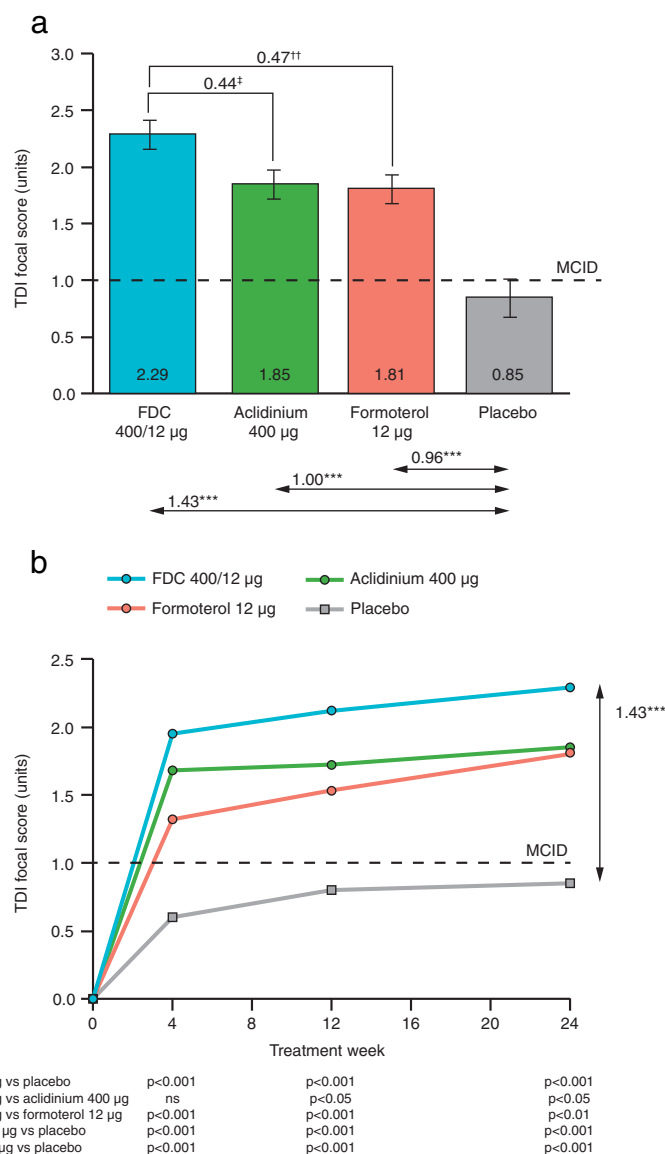 a
3.0
2.5
2.0
1.5
1.0
0.5
0.0
TDI focal score (units)
0.47††
0.44‡
MCID
2.29 1.85 1.81 0.85
FDC 400/12 µg
Aclidinium 400 µg
Formoterol 12 µg
Placebo
0.96***
1.00***
1.43***
b
FDC 400/12 µg Aclidinium 400 µg
Formoterol 12 µg Placebo
2.5
2.0
1.5
1.0
0.5
0.0
TDI focal score (units)
1.43***
MCID
0 4 8 12 16 20 24
Treatment week
g vs placebo p<0.001 p<0.001 p<0.001
g vs aclidinium 400 µg ns p<0.05 p<0.05
g vs formoterol 12 µg p<0.001 p<0.001 p<0.01
µg vs placebo p<0.001 p<0.001 p<0.001
µg vs placebo p<0.001 p<0.001 p<0.001